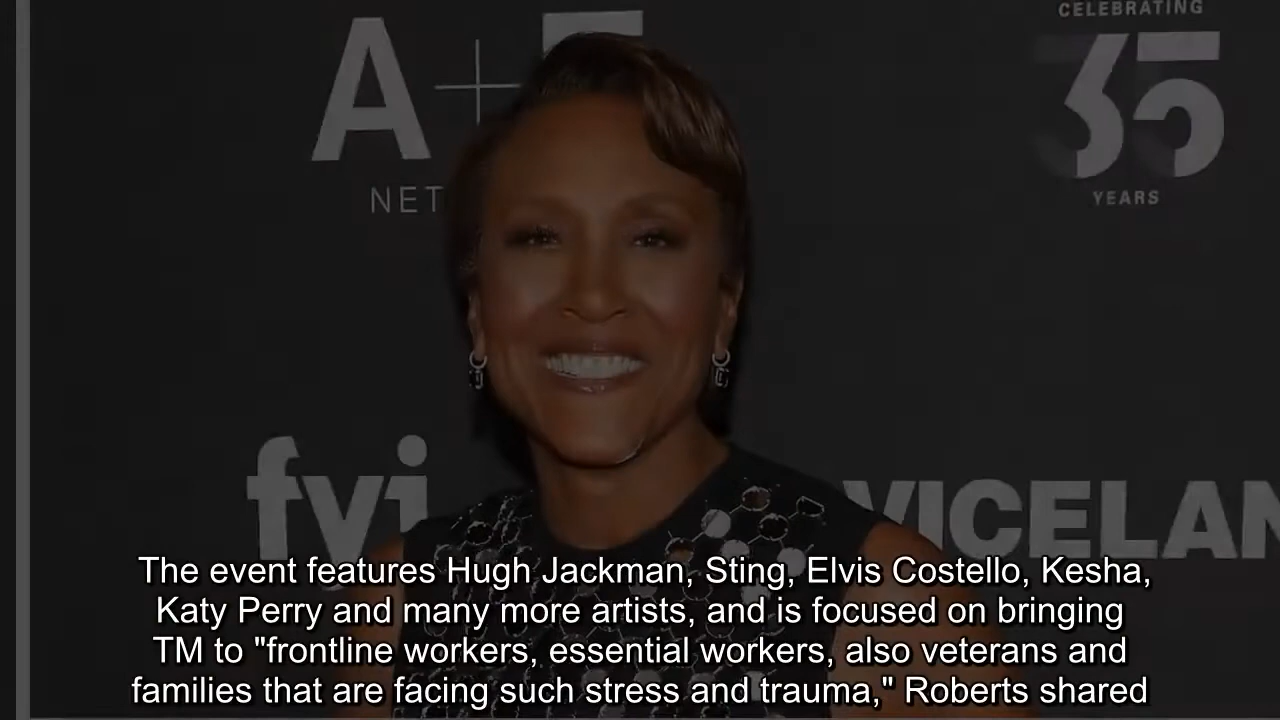 CELEBRATING
A+E
35
NET
YEARS
fyi
VICELAN
The event features Hugh Jackman, Sting, Elvis Costello, Kesha,
Katy Perry and many more artists, and is focused on bringing
TM to "frontline workers, essential workers, also veterans and
families that are facing such stress and trauma," Roberts shared